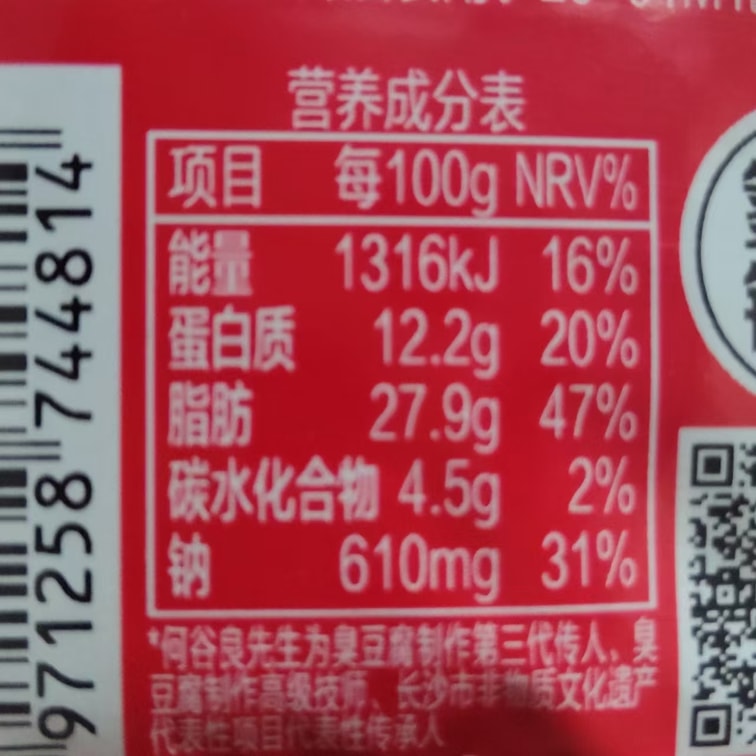 营养成分表
项目 每100g NRV%
能量 1316kJ 16%
蛋白质 12.2g 20%
脂肪 27.9g 47%
碳水化合物 4.5g 2%
钠 610mg 31%
*何谷良先生为臭豆腐制作第三代传人、臭
豆腐制作高级技师、长沙市非物质文化遗产
代表性项目代表性传承人
971258 744814